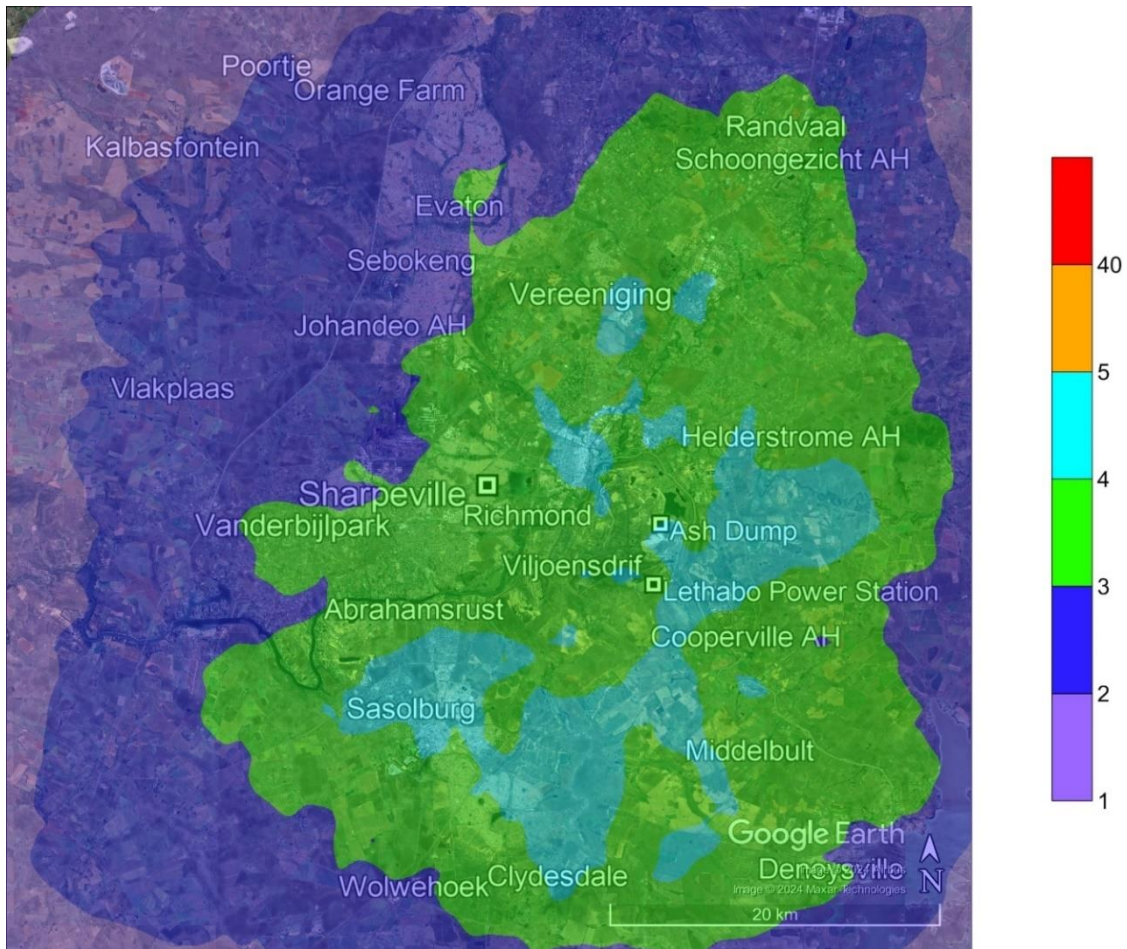 Poortje
Orange Farm
Randvaal
Kalbasfontein
Schoongezicht AH
Evaton
Sebokeng
40
Vereeniging
Johandeo AH
5
Vlakplaas
Helderstrome AH
4
Sharpeville
Richmond
Vanderbijlpark
Ash Dump
Viljoensdrif
3
Lethabo Power Station
Abrahamsrust
Cooperville AH
2
Sasolburg
Middelbult
1
Google Earth
Deneysville
Clydesdale
Wolwehoek
Image © 2024 Maxar Technologies
N
20 km